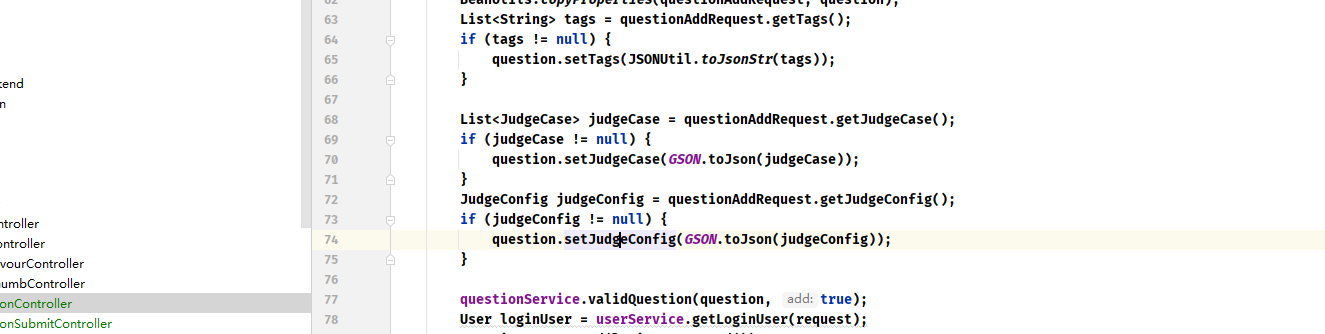 62 BeanUtils.copyProperties(questionAddRequest, question);
63 List<String> tags = questionAddRequest.getTags();
64 if (tags != null) {
65 question.setTags(JSONUtil.toJsonStr(tags));
66 }
67
68 List<JudgeCase> judgeCase = questionAddRequest.getJudgeCase();
69 if (judgeCase != null) {
70 question.setJudgeCase(GSON.toJson(judgeCase));
71 }
72 JudgeConfig judgeConfig = questionAddRequest.getJudgeConfig();
73 if (judgeConfig != null) {
74 question.setJudgeConfig(GSON.toJson(judgeConfig));
75 }
76
77 questionService.validQuestion(question, add: true);
78 User loginUser = userService.getLoginUser(request);
tend
n
ntroller
ontroller
vourController
umbController
onController
onSubmitController